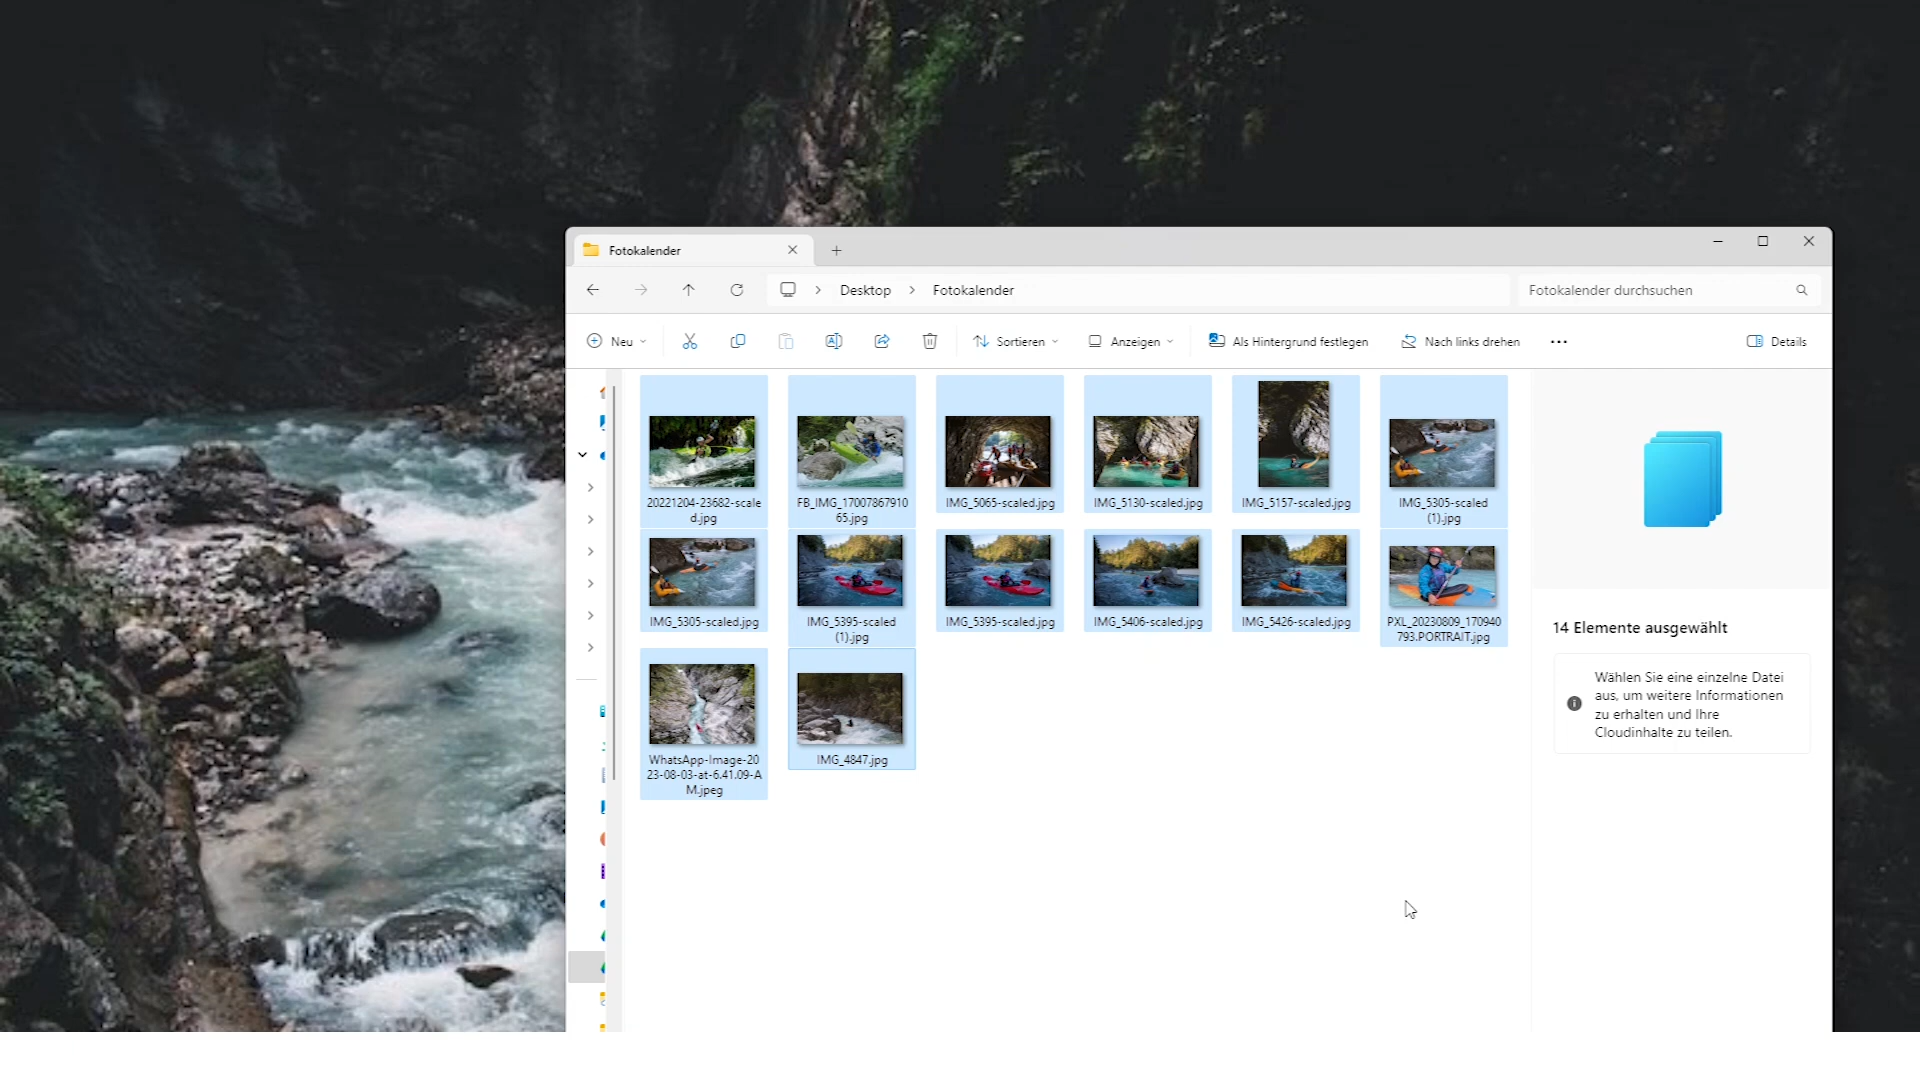 Fotokalender
Desktop
Fotokalender
Fotokalender durchsuchen
Neu
Sortieren
Anzeigen
Als Hintergrund festlegen
Nach links drehen
Details
20221204-23682-scale
d.jpg
FB_IMG_17007867910
65.jpg
IMG_5065-scaled.jpg
IMG_5130-scaled.jpg
IMG_5157-scaled.jpg
IMG_5305-scaled
(1).jpg
IMG_5305-scaled.jpg
IMG_5395-scaled
(1).jpg
IMG_5395-scaled.jpg
IMG_5406-scaled.jpg
IMG_5426-scaled.jpg
PXL_20230809_170940
793.PORTRAIT.jpg
WhatsApp-Image-20
23-08-03-at-6.41.09-A
M.jpeg
IMG_4847.jpg
14 Elemente ausgewählt
Wählen Sie eine einzelne Datei
aus, um weitere Informationen
zu erhalten und Ihre
Cloudinhalte zu teilen.